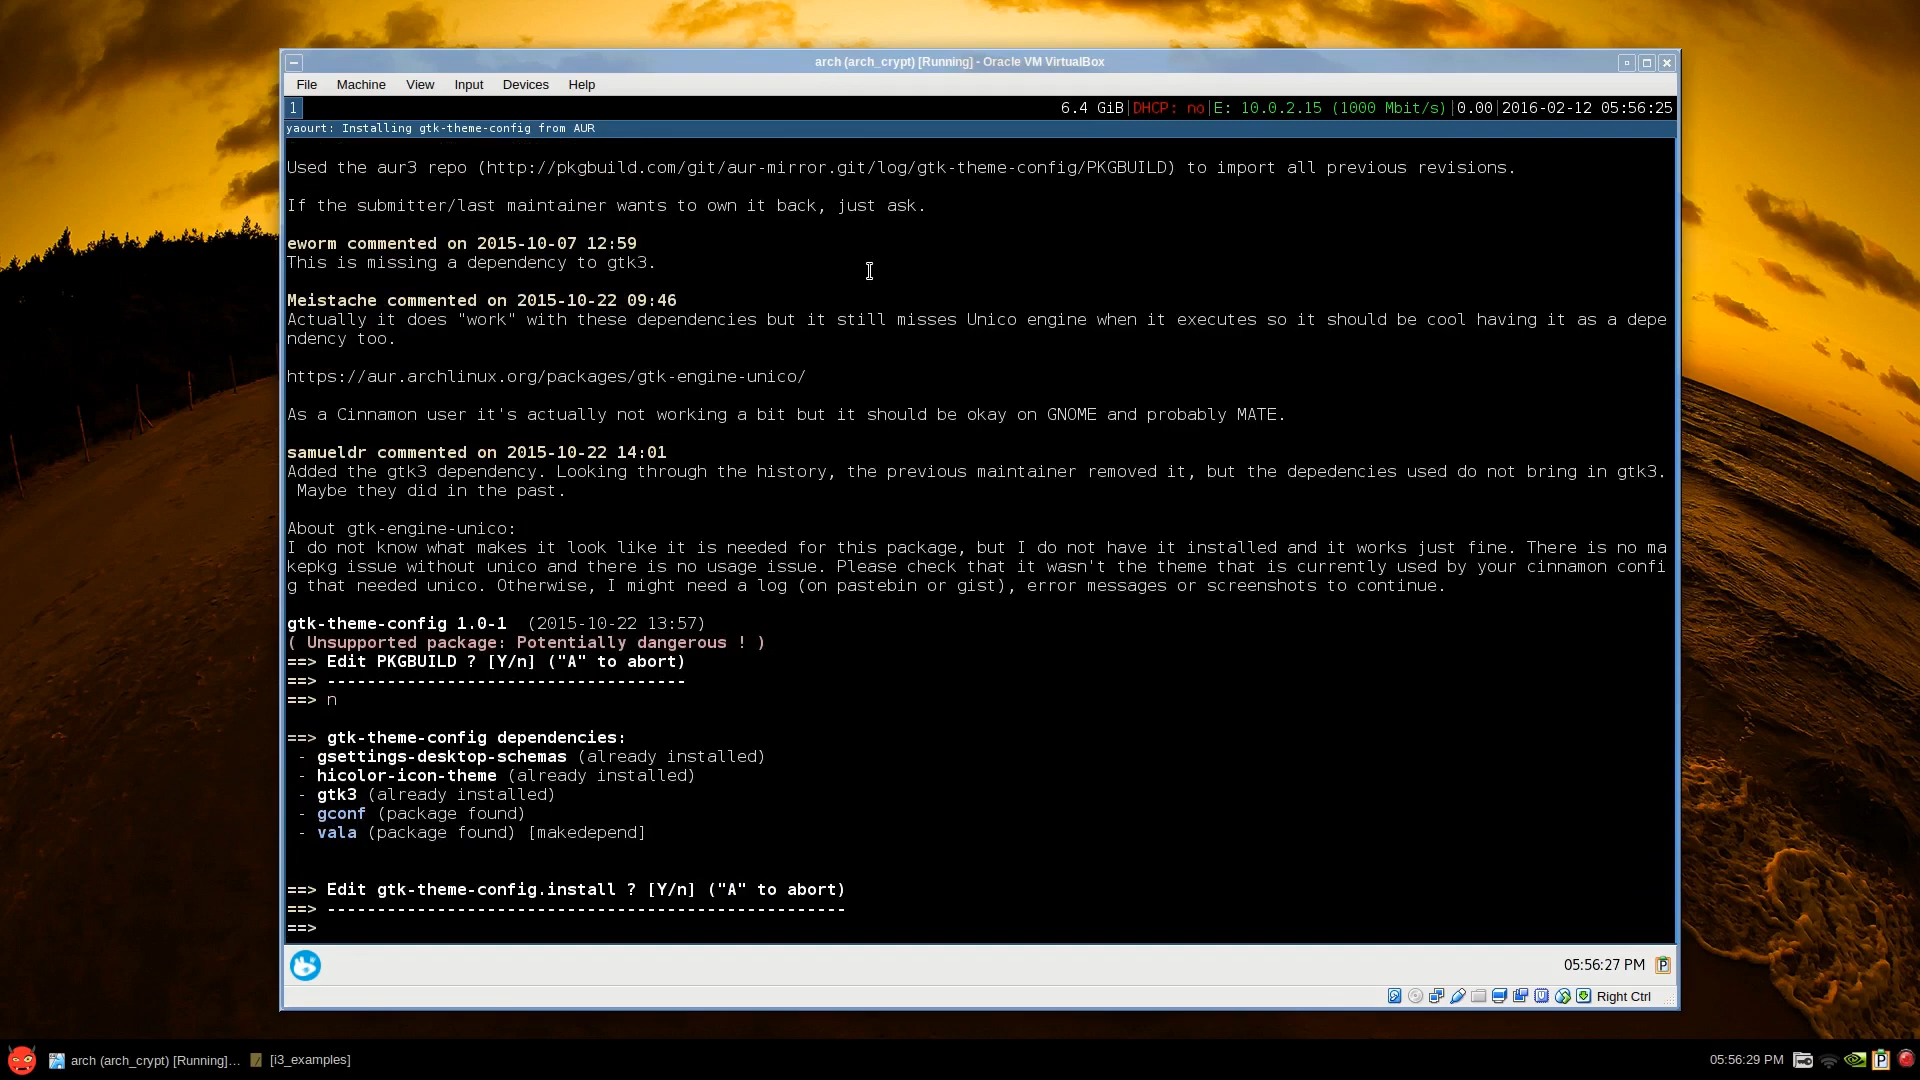 arch (arch_crypt) [Running] - Oracle VM VirtualBox
File Machine View Input Devices Help
1 6.4 GiB|DHCP: no|E: 10.0.2.15 (1000 Mbit/s)|0.00|2016-02-12 05:56:25
yaourt: Installing gtk-theme-config from AUR
Used the aur3 repo (http://pkgbuild.com/git/aur-mirror.git/log/gtk-theme-config/PKGBUILD) to import all previous revisions.
If the submitter/last maintainer wants to own it back, just ask.
eworm commented on 2015-10-07 12:59
This is missing a dependency to gtk3.
Meistache commented on 2015-10-22 09:46
Actually it does "work" with these dependencies but it still misses Unico engine when it executes so it should be cool having it as a depe
ndency too.
https://aur.archlinux.org/packages/gtk-engine-unico/
As a Cinnamon user it's actually not working a bit but it should be okay on GNOME and probably MATE.
samueldr commented on 2015-10-22 14:01
Added the gtk3 dependency. Looking through the history, the previous maintainer removed it, but the depedencies used do not bring in gtk3.
Maybe they did in the past.
About gtk-engine-unico:
I do not know what makes it look like it is needed for this package, but I do not have it installed and it works just fine. There is no ma
kepkg issue without unico and there is no usage issue. Please check that it wasn't the theme that is currently used by your cinnamon confi
g that needed unico. Otherwise, I might need a log (on pastebin or gist), error messages or screenshots to continue.
gtk-theme-config 1.0-1 (2015-10-22 13:57)
( Unsupported package: Potentially dangerous ! )
==> Edit PKGBUILD ? [Y/n] ("A" to abort)
==> ------------------------------------
==> n
==> gtk-theme-config dependencies:
- gsettings-desktop-schemas (already installed)
- hicolor-icon-theme (already installed)
- gtk3 (already installed)
- gconf (package found)
- vala (package found) [makedepend]
==> Edit gtk-theme-config.install ? [Y/n] ("A" to abort)
==> ----------------------------------------------------
==>
05:56:27 PM P
Right Ctrl
arch (arch_crypt) [Running]... [i3_examples] 05:56:29 PM P